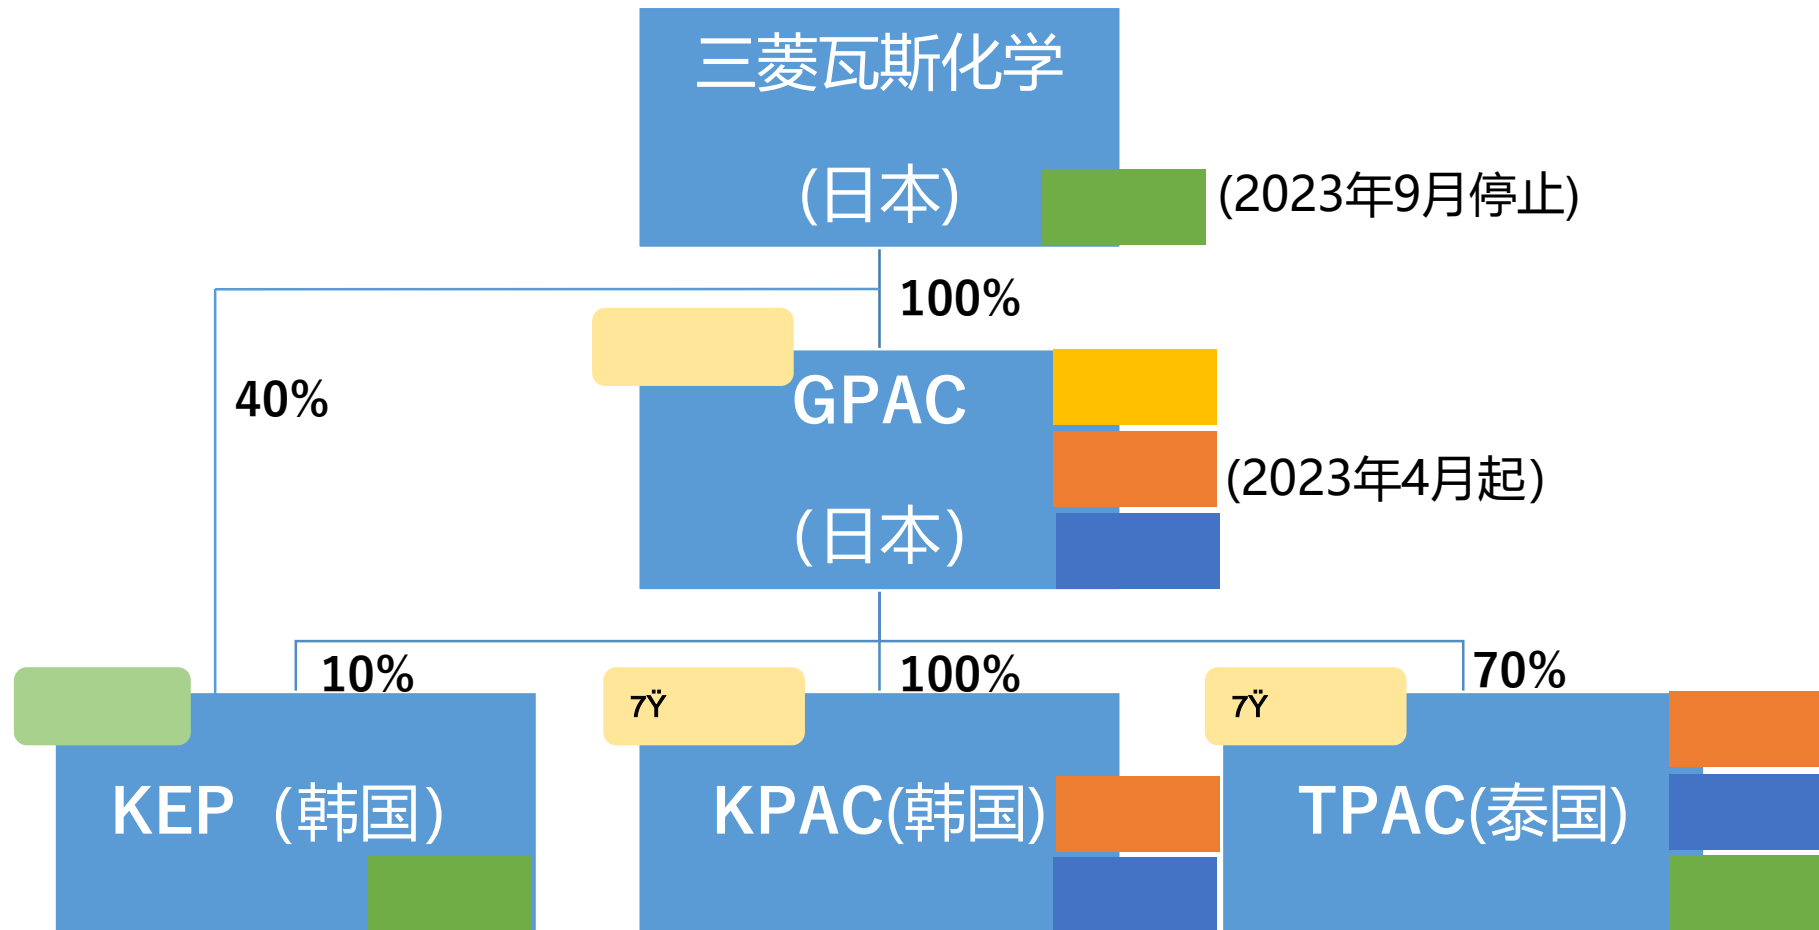 三菱瓦斯化学
(日本)
(2023年9月停止)
100%
40%
GPAC
(日本)
(2023年4月起)
10%
100%
70%
7Ÿ
7Ÿ
KEP（韩国）
KPAC(韩国)
TPAC(泰国)